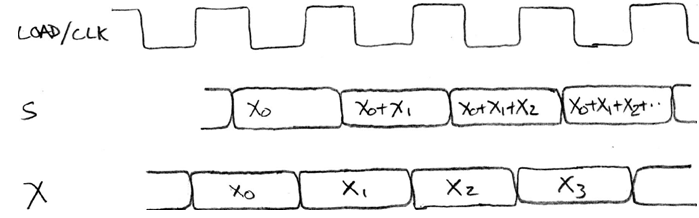 LOAD/CLK
S X₀ X₀+X₁ X₀+X₁+X₂ X₀+X₁+X₂+..
X X₀ X₁ X₂ X₃